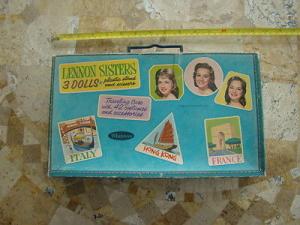 LENNON SISTERS
3 DOLLS
plastic stand
and scissors
Traveling Case
with 42 costumes
and accessories
Whitman
ITALY
HONG KONG
FRANCE